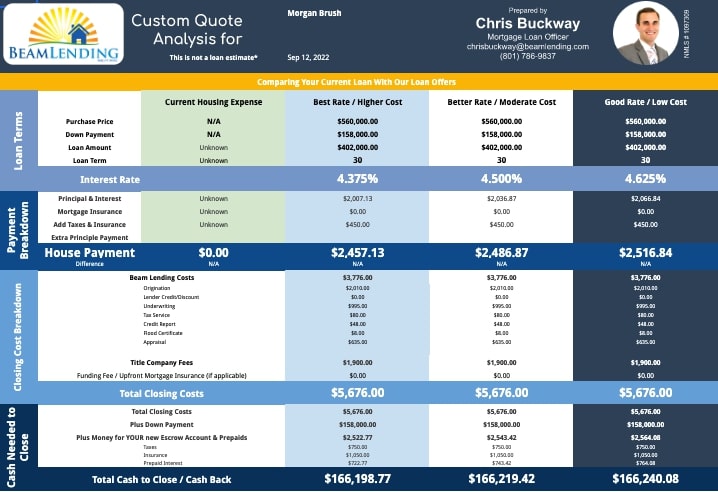 BEAMLENDING
Custom Quote
Analysis for
This is not a loan estimate*
Morgan Brush
Sep 12, 2022
Prepared by
Chris Buckway
Mortgage Loan Officer
chrisbuckway@beamlending.com
(801) 786-9837
NMLS # 1097309
Comparing Your Current Loan With Our Loan Offers
Loan Terms
Current Housing Expense Best Rate / Higher Cost Better Rate / Moderate Cost Good Rate / Low Cost
Purchase Price N/A $560,000.00 $560,000.00 $560,000.00
Down Payment N/A $158,000.00 $158,000.00 $158,000.00
Loan Amount Unknown $402,000.00 $402,000.00 $402,000.00
Loan Term Unknown 30 30 30
Interest Rate 4.375% 4.500% 4.625%
Payment
Breakdown
Principal & Interest Unknown $2,007.13 $2,036.87 $2,066.84
Mortgage Insurance Unknown $0.00 $0.00 $0.00
Add Taxes & Insurance Unknown $450.00 $450.00 $450.00
Extra Principle Payment
House Payment $0.00 $2,457.13 $2,486.87 $2,516.84
Difference N/A N/A N/A N/A
Closing Cost Breakdown
Beam Lending Costs $3,776.00 $3,776.00 $3,776.00
Origination $2,010.00 $2,010.00 $2,010.00
Lender Credit/Discount $0.00 $0.00 $0.00
Underwriting $995.00 $995.00 $995.00
Tax Service $80.00 $80.00 $80.00
Credit Report $48.00 $48.00 $48.00
Flood Certificate $8.00 $8.00 $8.00
Appraisal $635.00 $635.00 $635.00
Title Company Fees $1,900.00 $1,900.00 $1,900.00
Funding Fee / Upfront Mortgage Insurance (if applicable) $0.00 $0.00 $0.00
Total Closing Costs $5,676.00 $5,676.00 $5,676.00
Cash Needed to
Close
Total Closing Costs $5,676.00 $5,676.00 $5,676.00
Plus Down Payment $158,000.00 $158,000.00 $158,000.00
Plus Money for YOUR new Escrow Account & Prepaids $2,522.77 $2,543.42 $2,564.08
Taxes $750.00 $750.00 $750.00
Insurance $1,050.00 $1,050.00 $1,050.00
Prepaid Interest $722.77 $743.42 $764.08
Total Cash to Close / Cash Back $166,198.77 $166,219.42 $166,240.08